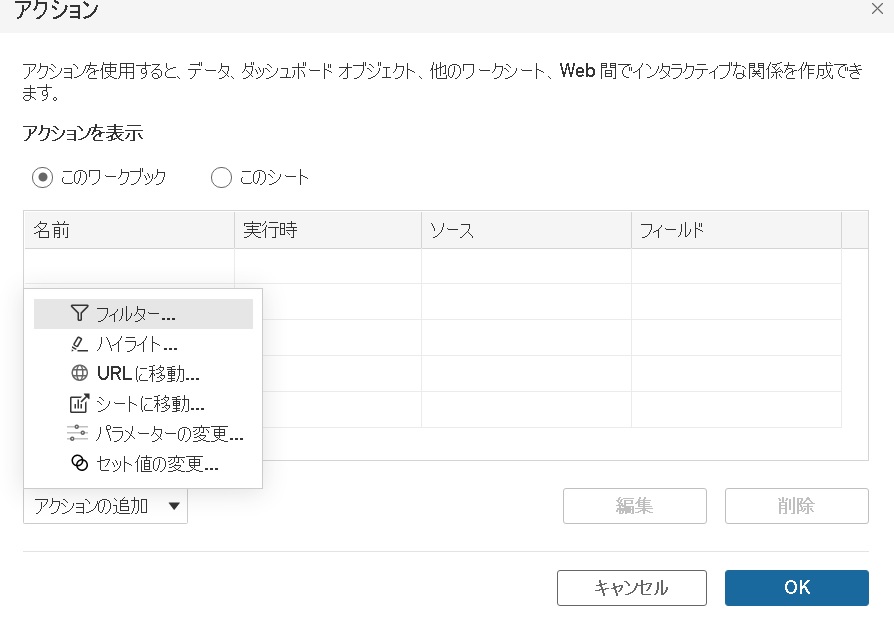 アクション
アクションを使用すると、データ、ダッシュボード オブジェクト、他のワークシート、Web 間でインタラクティブな関係を作成でき
ます。
アクションを表示
このワークブック このシート
名前 実行時 ソース フィールド
フィルター...
ハイライト...
URLに移動...
シートに移動...
パラメーターの変更...
セット値の変更...
アクションの追加 編集 削除
キャンセル OK